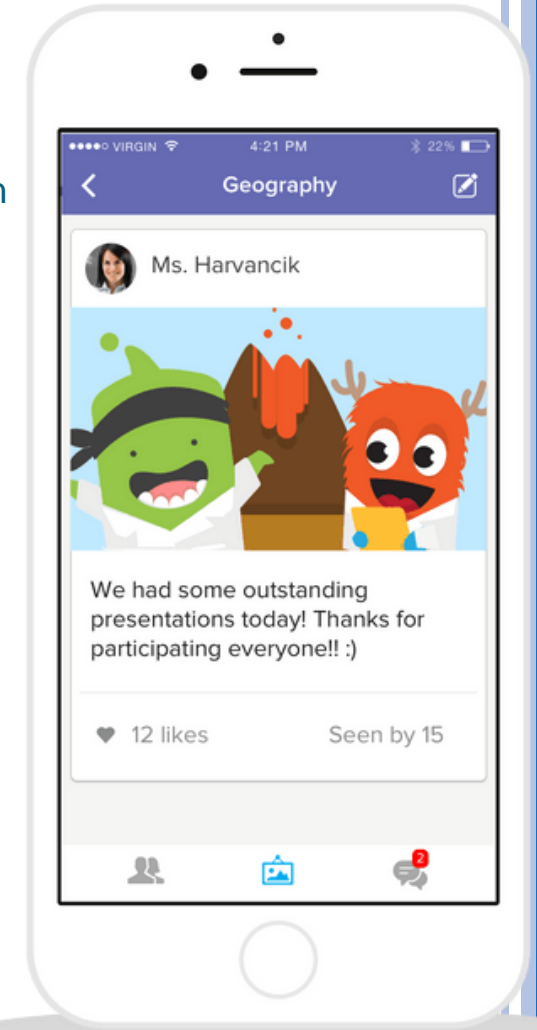 n
VIRGIN 4:21 PM 22%
Geography
Ms. Harvancik
We had some outstanding
presentations today! Thanks for
participating everyone!! :)
12 likes Seen by 15
2